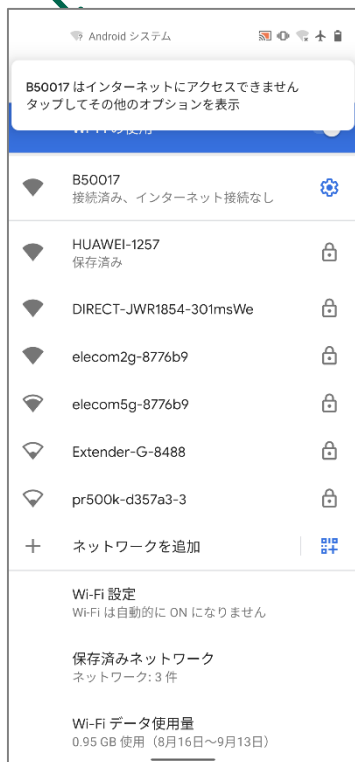 Android システム
B50017 はインターネットにアクセスできません
タップしてその他のオプションを表示
Wi-Fi の使用
B50017
接続済み、インターネット接続なし
HUAWEI-1257
保存済み
DIRECT-JWR1854-301msWe
elecom2g-8776b9
elecom5g-8776b9
Extender-G-8488
pr500k-d357a3-3
ネットワークを追加
Wi-Fi 設定
Wi-Fi は自動的に ON になりません
保存済みネットワーク
ネットワーク: 3 件
Wi-Fi データ使用量
0.95 GB 使用（8月16日～9月13日）